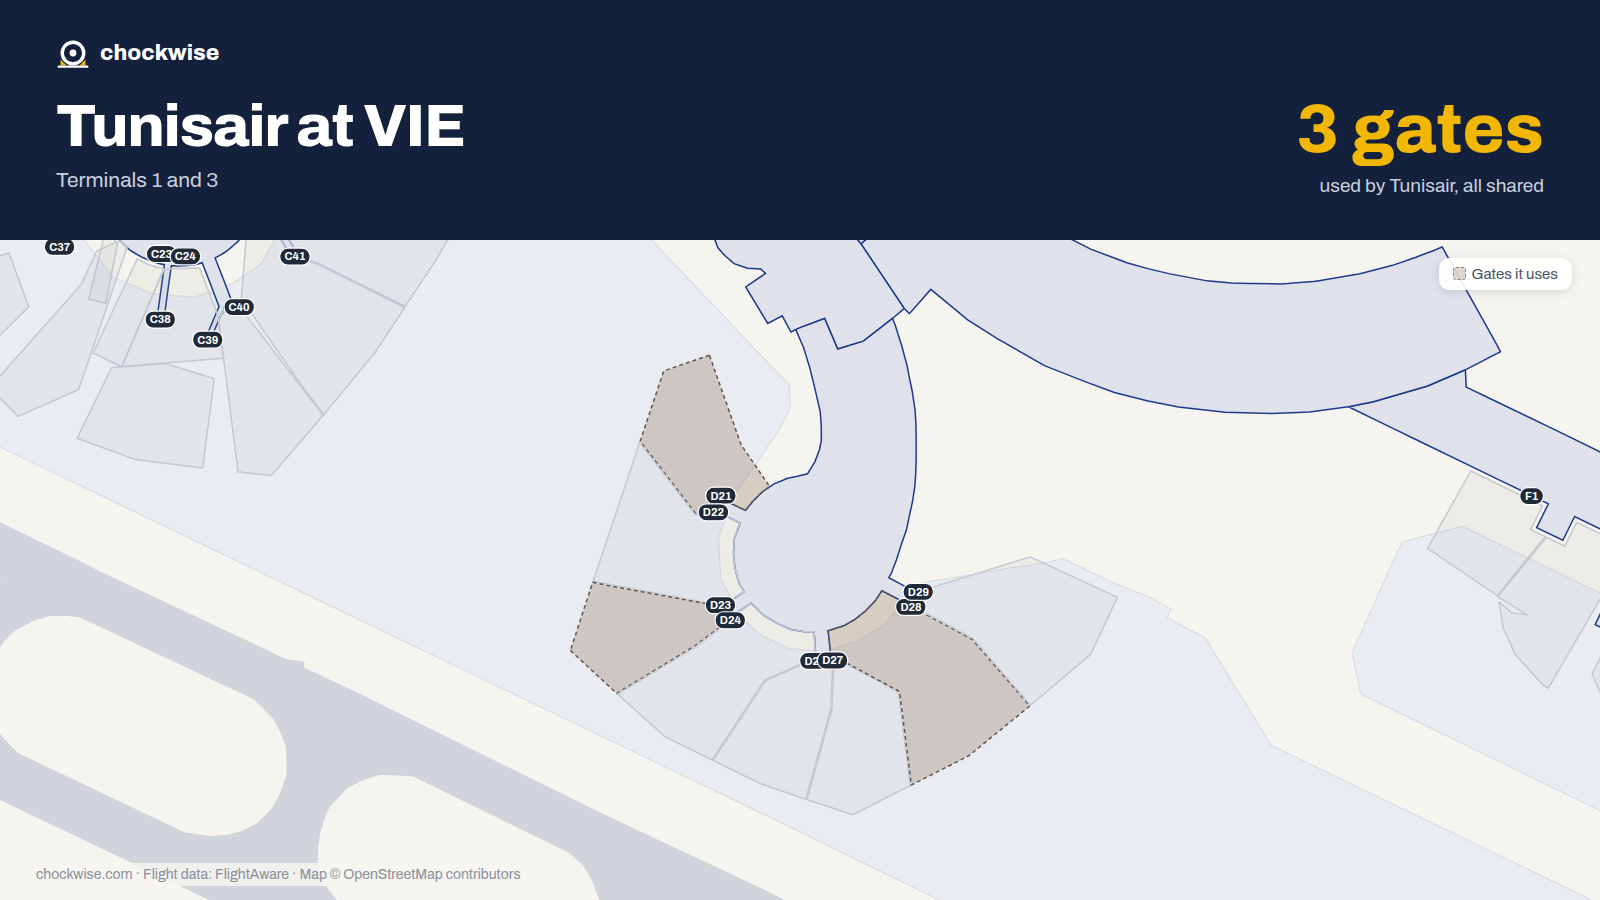 chockwise
Tunisair at VIE
Terminals 1 and 3
3 gates
used by Tunisair, all shared
C37
C23
C24
C41
Gates it uses
C40
C38
C39
D21
D22
F1
D23
D24
D29
D28
D27
chockwise.com · Flight data: FlightAware · Map © OpenStreetMap contributors